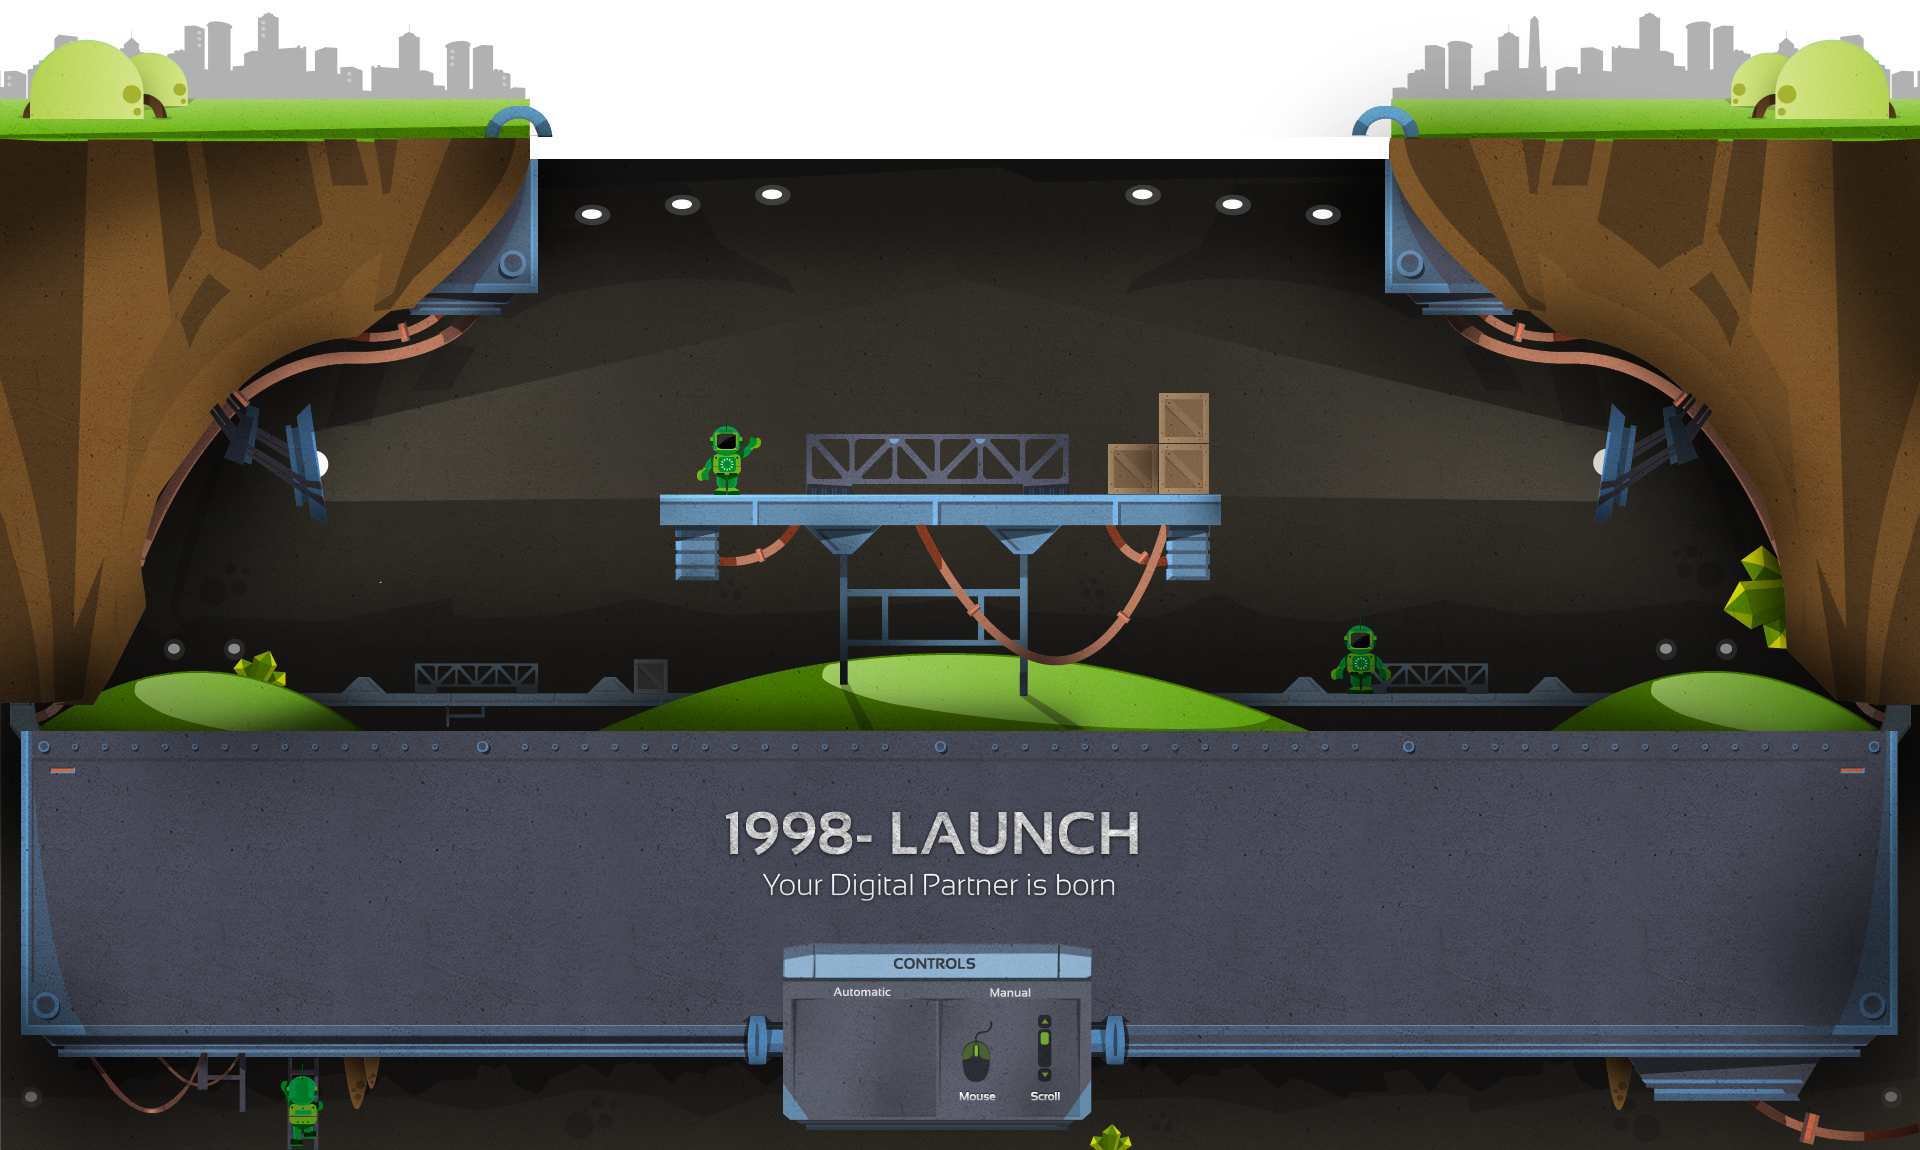 1998- LAUNCH
Your Digital Partner is born
CONTROLS
Automatic
Manual
Mouse
Scroll